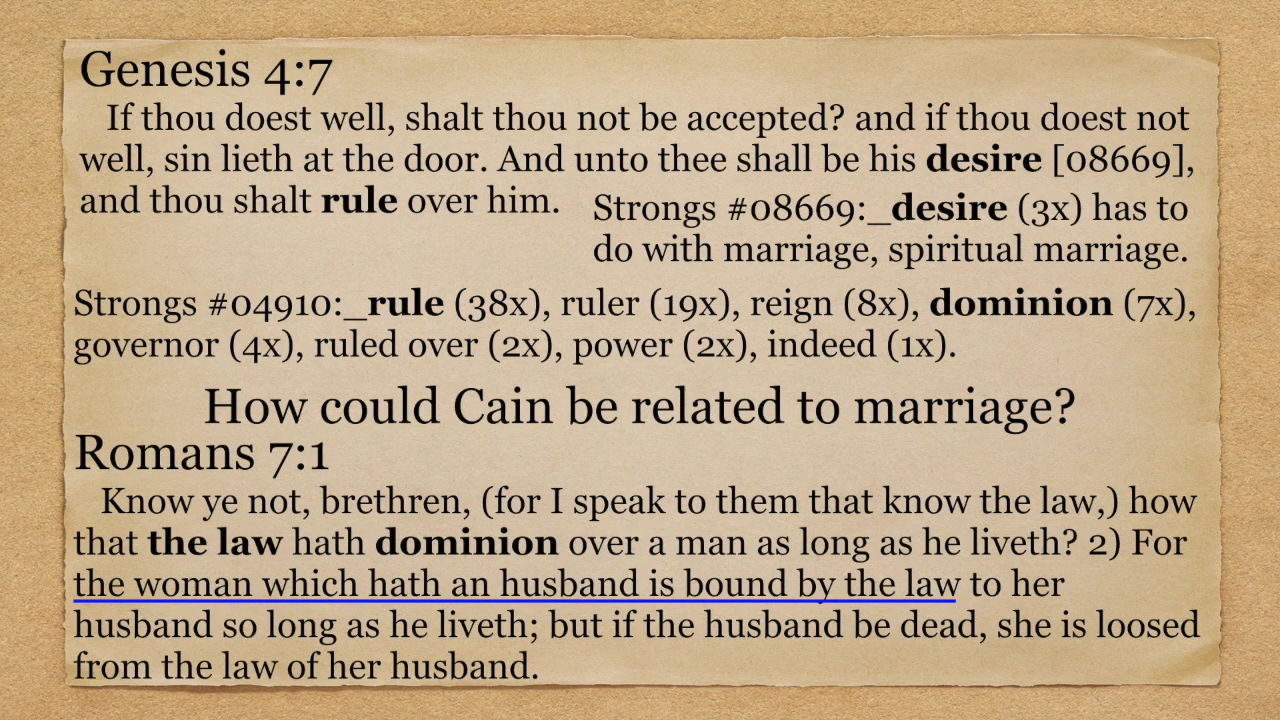 Genesis 4:7
If thou doest well, shalt thou not be accepted? and if thou doest not
well, sin lieth at the door. And unto thee shall be his desire [08669],
and thou shalt rule over him.
Strongs #08669:_desire (3x) has to
do with marriage, spiritual marriage.
Strongs #04910:_rule (38x), ruler (19x), reign (8x), dominion (7x),
governor (4x), ruled over (2x), power (2x), indeed (1x).
How could Cain be related to marriage?
Romans 7:1
Know ye not, brethren, (for I speak to them that know the law,) how
that the law hath dominion over a man as long as he liveth? 2) For
the woman which hath an husband is bound by the law to her
husband so long as he liveth; but if the husband be dead, she is loosed
from the law of her husband.